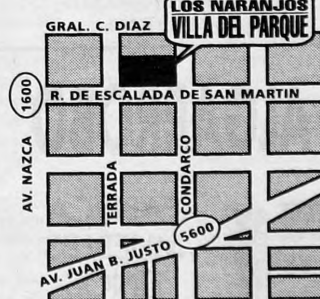 LOS NARANJOS
VILLA DEL PARQUE
GRAL. C. DIAZ
1600
R. DE ESCALADA DE SAN MARTIN
AV. NAZCA
TERRADA
CONDARCO
5600
AV. JUAN B. JUSTO